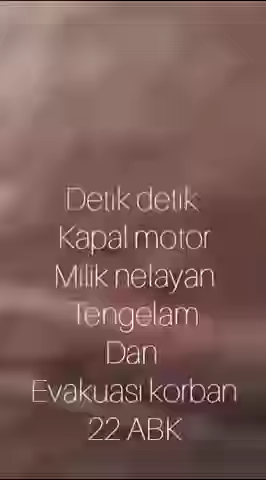 Detik detik
Kapal motor
Milik nelayan
Tengelam
Dan
Evakuasi korban
22 ABK